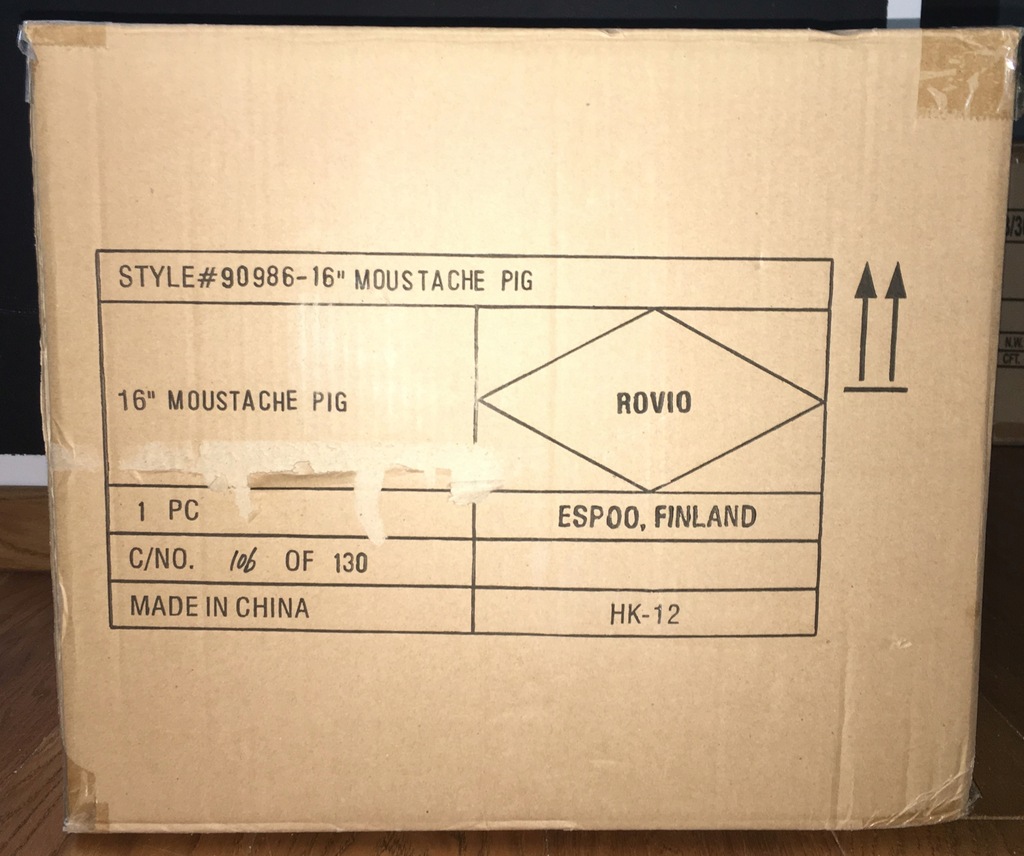 STYLE#90986-16" MOUSTACHE PIG
16" MOUSTACHE PIG
ROVIO
1 PC
ESPOO, FINLAND
C/NO. 106 OF 130
MADE IN CHINA
HK-12
N.W.
CFT.